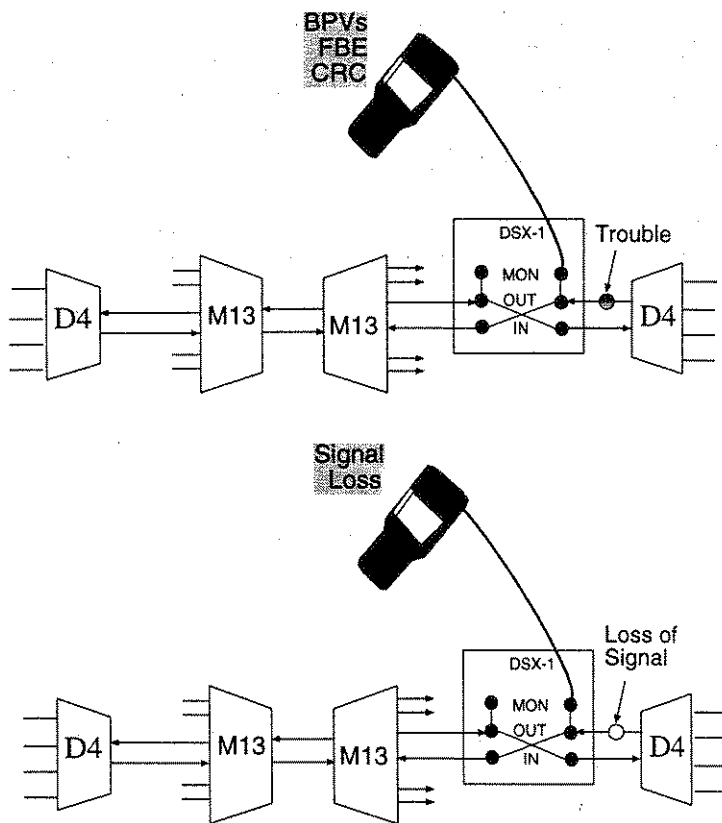 BPVs
FBE
CRC
DSX-1
Trouble
MON
OUT
IN
D4
M13
M13
D4
Signal
Loss
DSX-1
Loss of
Signal
MON
OUT
IN
D4
M13
M13
D4